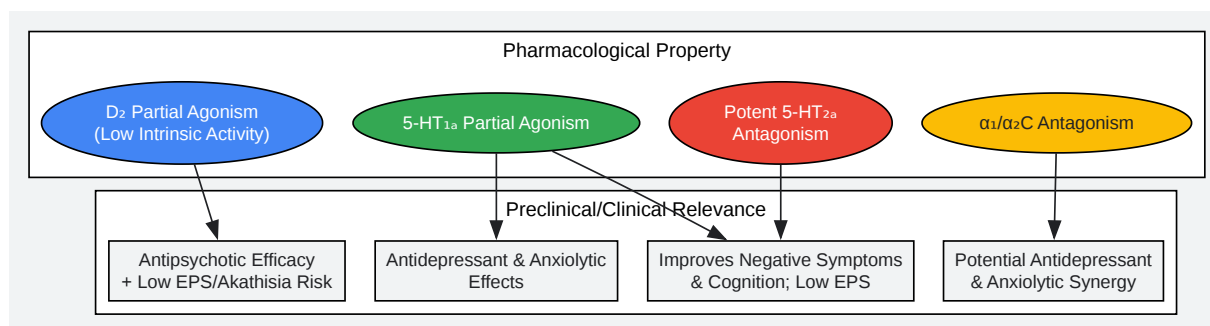 Pharmacological Property
D₂ Partial Agonism
(Low Intrinsic Activity)
5-HT₁ₐ Partial Agonism
Potent 5-HT₂ₐ
Antagonism
α₁/α₂C Antagonism
Preclinical/Clinical Relevance
Antipsychotic Efficacy
+ Low EPS/Akathisia Risk
Antidepressant & Anxiolytic
Effects
Improves Negative Symptoms
& Cognition; Low EPS
Potential Antidepressant
& Anxiolytic Synergy